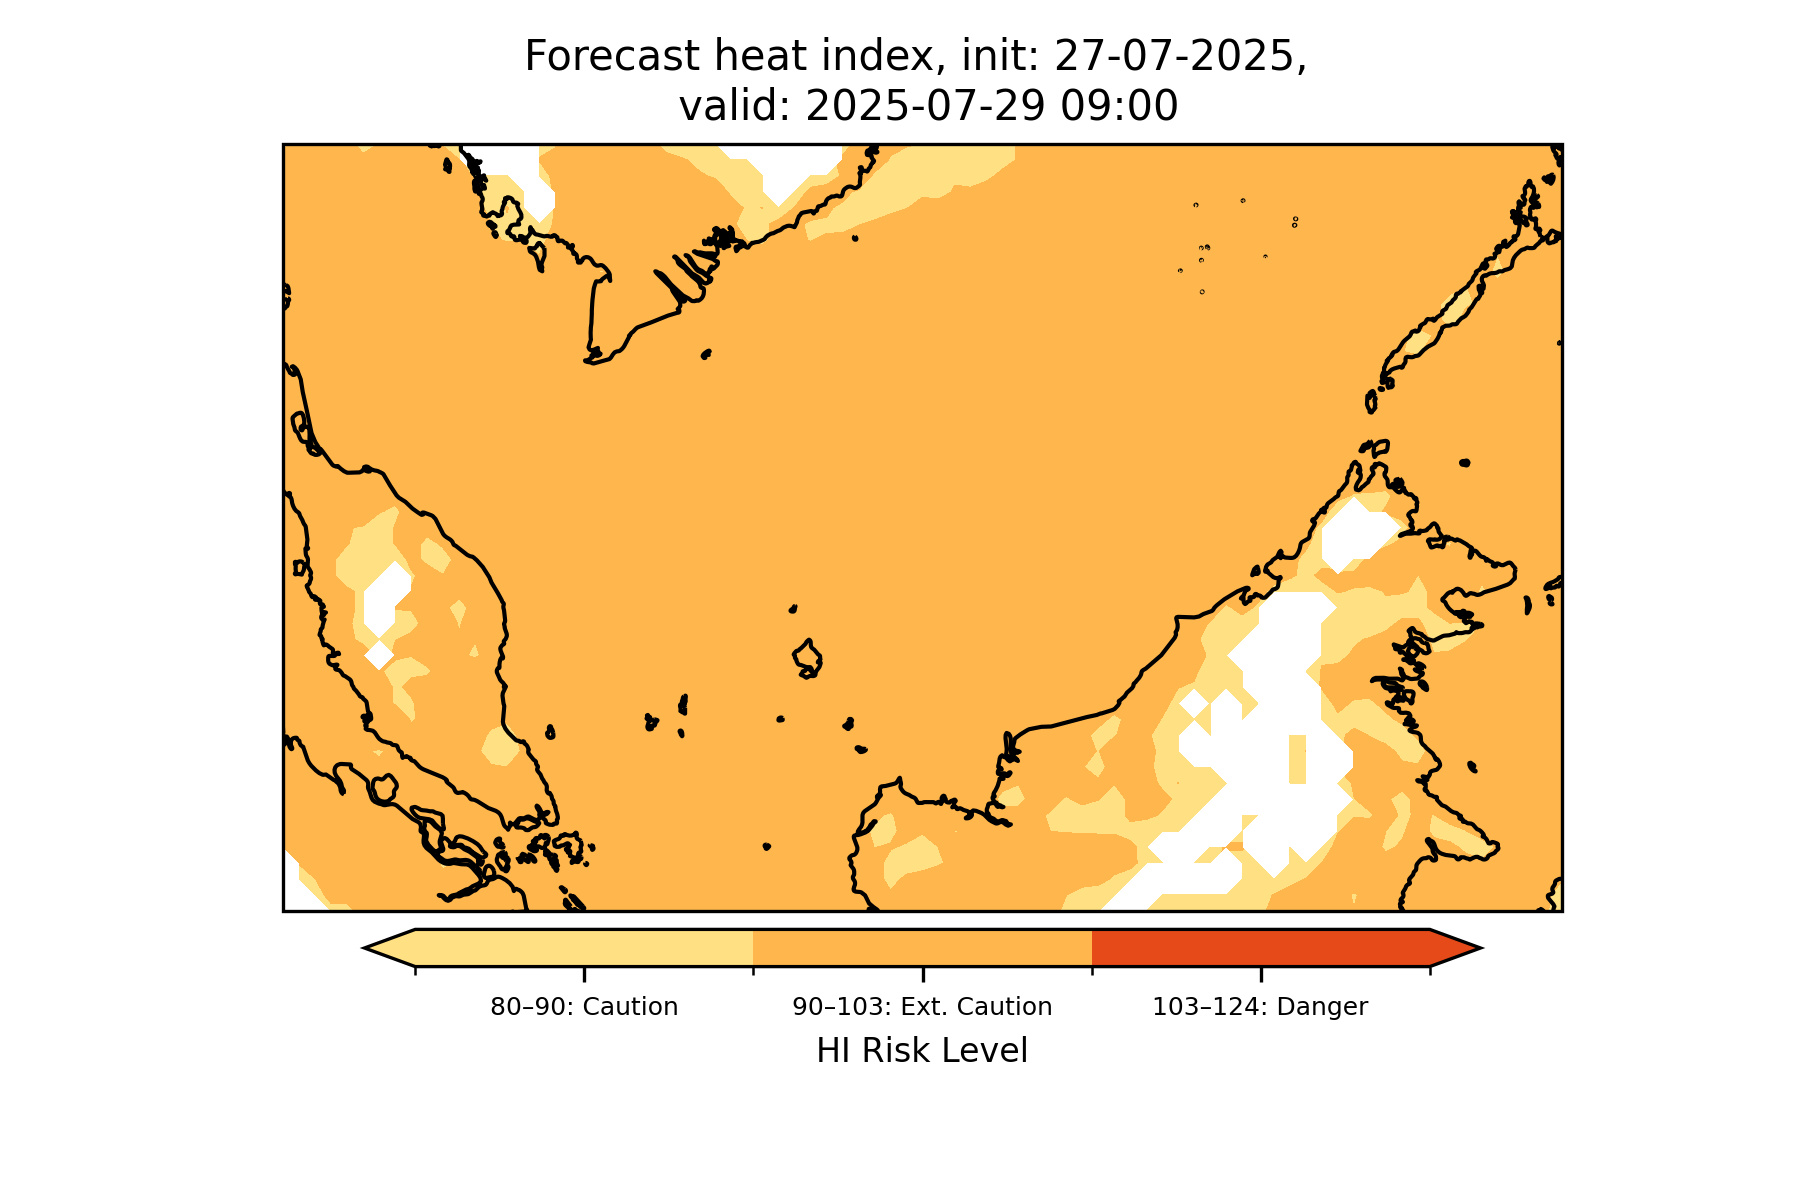 Forecast heat index, init: 27-07-2025,
valid: 2025-07-29 09:00
80–90: Caution
90–103: Ext. Caution
103–124: Danger
HI Risk Level